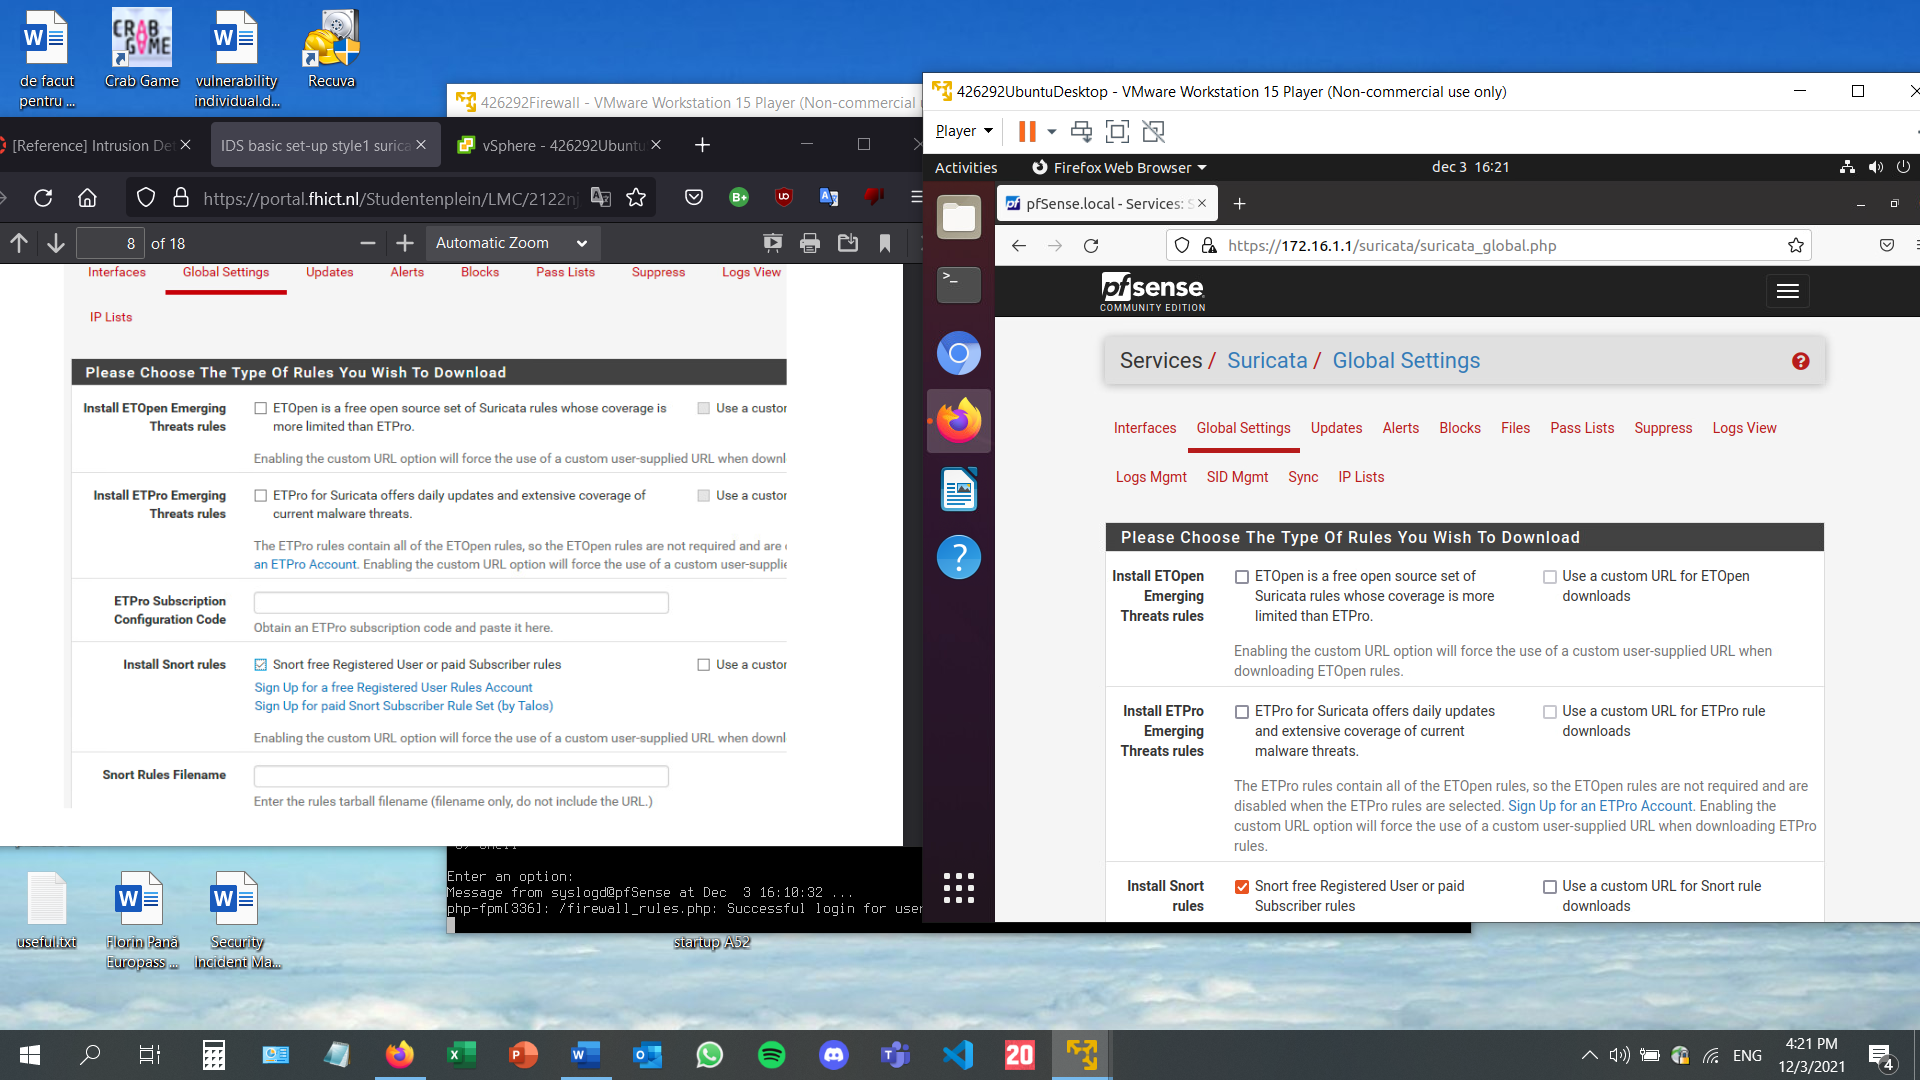 de facut
pentru ...
Crab Game
vulnerability
individual.d...
Recuva
426292Firewall - VMware Workstation 15 Player (Non-commercial
[Reference] Intrusion De
IDS basic set-up style1 surica
vSphere - 426292Ubuntu
https://portal.fhict.nl/Studentenplein/LMC/2122nj
8 of 18
Automatic Zoom
Interfaces Global Settings Updates Alerts Blocks Pass Lists Suppress Logs View
IP Lists
Please Choose The Type Of Rules You Wish To Download
Install ETOpen Emerging
Threats rules
ETOpen is a free open source set of Suricata rules whose coverage is
more limited than ETPro.
Use a custor
Enabling the custom URL option will force the use of a custom user-supplied URL when downl
Install ETPro Emerging
Threats rules
ETPro for Suricata offers daily updates and extensive coverage of
current malware threats.
Use a custor
The ETPro rules contain all of the ETOpen rules, so the ETOpen rules are not required and are
an ETPro Account. Enabling the custom URL option will force the use of a custom user-supplie
ETPro Subscription
Configuration Code
Obtain an ETPro subscription code and paste it here.
Install Snort rules
Snort free Registered User or paid Subscriber rules
Use a custor
Sign Up for a free Registered User Rules Account
Sign Up for paid Snort Subscriber Rule Set (by Talos)
Enabling the custom URL option will force the use of a custom user-supplied URL when downl
Snort Rules Filename
Enter the rules tarball filename (filename only, do not include the URL.)
Enter an option:
Message from syslogd@pfSense at Dec  3 16:10:32 ...
php-fpm[336]: /firewall_rules.php: Successful login for user
426292UbuntuDesktop - VMware Workstation 15 Player (Non-commercial use only)
Player
Activities
Firefox Web Browser
dec 3 16:21
pfSense.local - Services: S
https://172.16.1.1/suricata/suricata_global.php
pfsense
COMMUNITY EDITION
Services / Suricata / Global Settings
Interfaces Global Settings Updates Alerts Blocks Files Pass Lists Suppress Logs View
Logs Mgmt SID Mgmt Sync IP Lists
Please Choose The Type Of Rules You Wish To Download
Install ETOpen
Emerging
Threats rules
ETOpen is a free open source set of
Suricata rules whose coverage is more
limited than ETPro.
Use a custom URL for ETOpen
downloads
Enabling the custom URL option will force the use of a custom user-supplied URL when
downloading ETOpen rules.
Install ETPro
Emerging
Threats rules
ETPro for Suricata offers daily updates
and extensive coverage of current
malware threats.
Use a custom URL for ETPro rule
downloads
The ETPro rules contain all of the ETOpen rules, so the ETOpen rules are not required and are
disabled when the ETPro rules are selected. Sign Up for an ETPro Account. Enabling the
custom URL option will force the use of a custom user-supplied URL when downloading ETPro
rules.
Install Snort
rules
Snort free Registered User or paid
Subscriber rules
Use a custom URL for Snort rule
downloads
useful.txt
Florin Pană
Europass ...
Security
Incident Ma...
startup A52
20
ENG
4:21 PM
12/3/2021
4